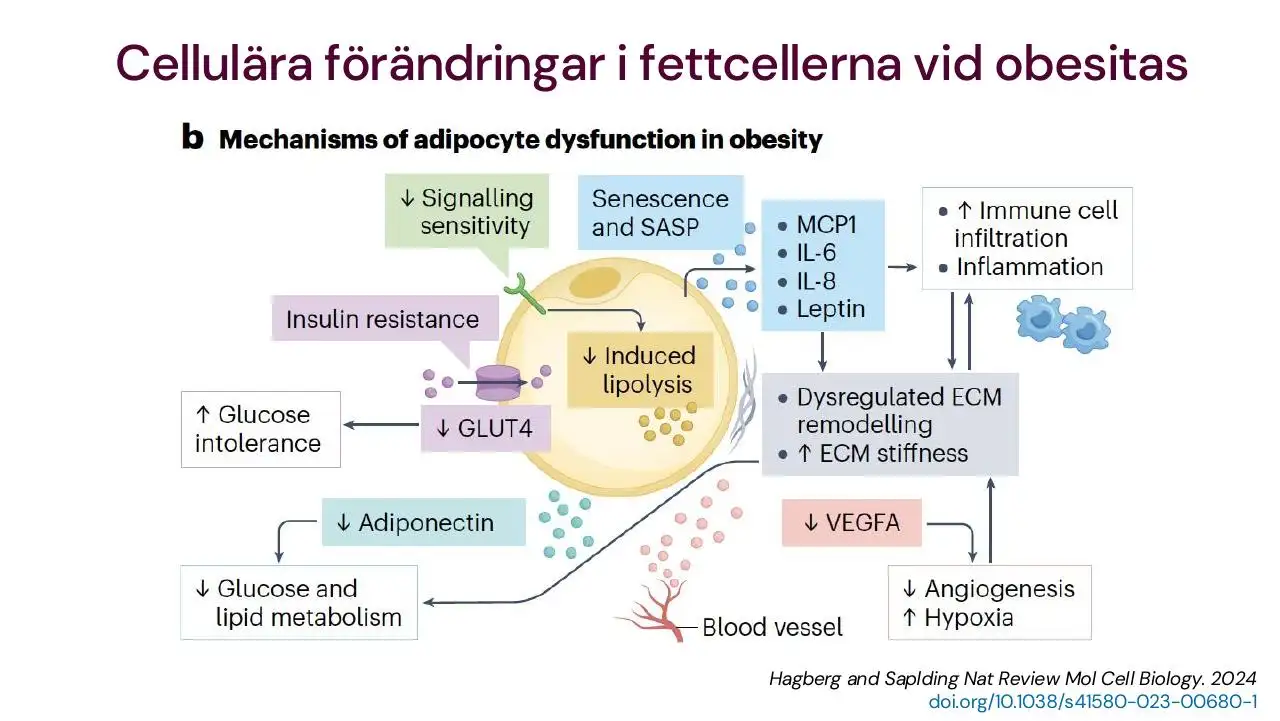 Cellulära förändringar i fettcellerna vid obesitas
b Mechanisms of adipocyte dysfunction in obesity
↓ Signalling
sensitivity
Senescence
and SASP
• MCP1
• IL-6
• IL-8
• Leptin
• ↑ Immune cell
infiltration
• Inflammation
Insulin resistance
↓ Induced
lipolysis
↑ Glucose
intolerance
↓ GLUT4
• Dysregulated ECM
remodelling
• ↑ ECM stiffness
↓ Adiponectin
↓ VEGFA
↓ Glucose and
lipid metabolism
↓ Angiogenesis
↑ Hypoxia
Blood vessel
Hagberg and Saplding Nat Review Mol Cell Biology. 2024
doi.org/10.1038/s41580-023-00680-1